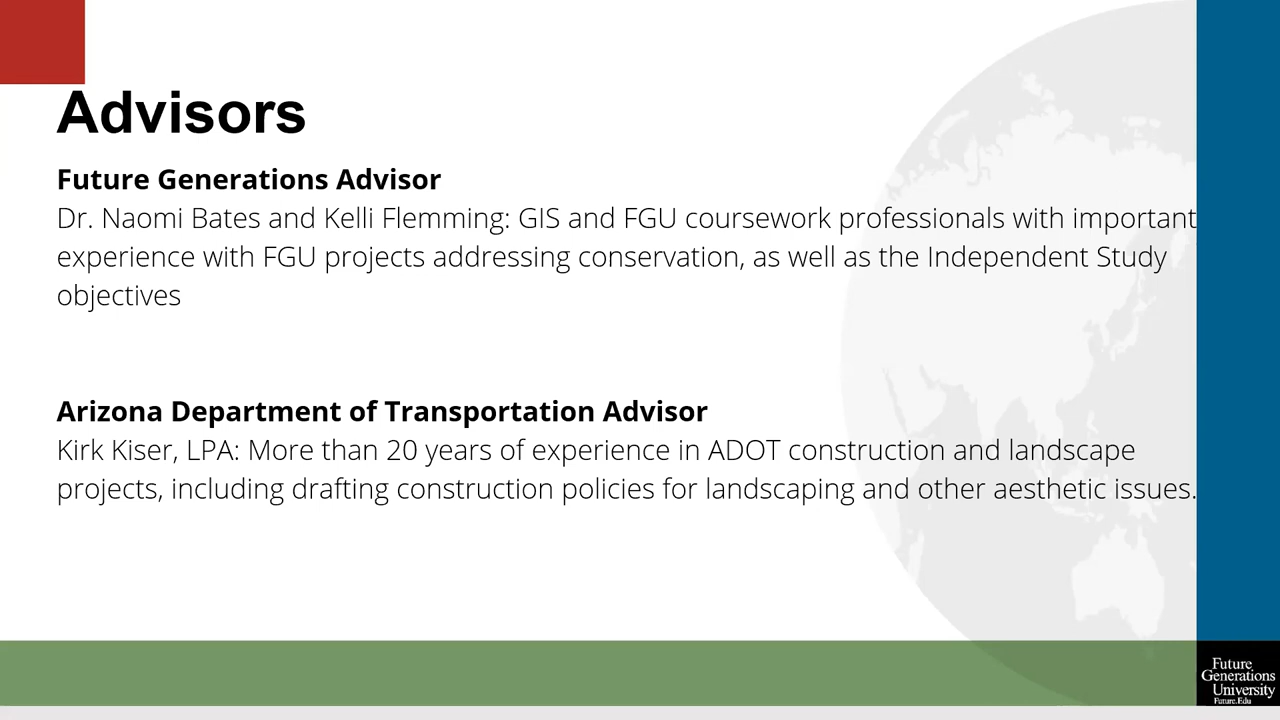 Advisors
Future Generations Advisor
Dr. Naomi Bates and Kelli Flemming: GIS and FGU coursework professionals with important
experience with FGU projects addressing conservation, as well as the Independent Study
objectives
Arizona Department of Transportation Advisor
Kirk Kiser, LPA: More than 20 years of experience in ADOT construction and landscape
projects, including drafting construction policies for landscaping and other aesthetic issues.
Future
Generations
University
Future.Edu